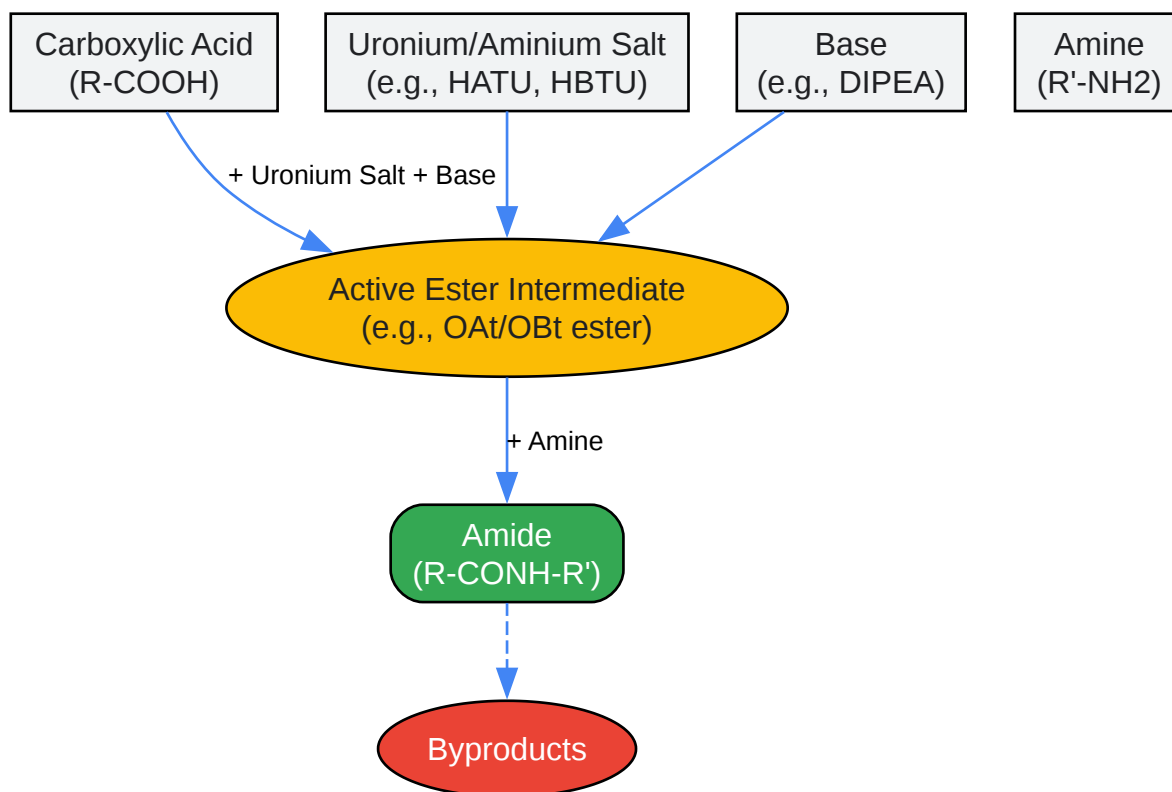 Carboxylic Acid
(R-COOH)
Uronium/Aminium Salt
(e.g., HATU, HBTU)
Base
(e.g., DIPEA)
Amine
(R'-NH2)
+ Uronium Salt + Base
Active Ester Intermediate
(e.g., OAt/OBt ester)
+ Amine
Amide
(R-CONH-R')
Byproducts